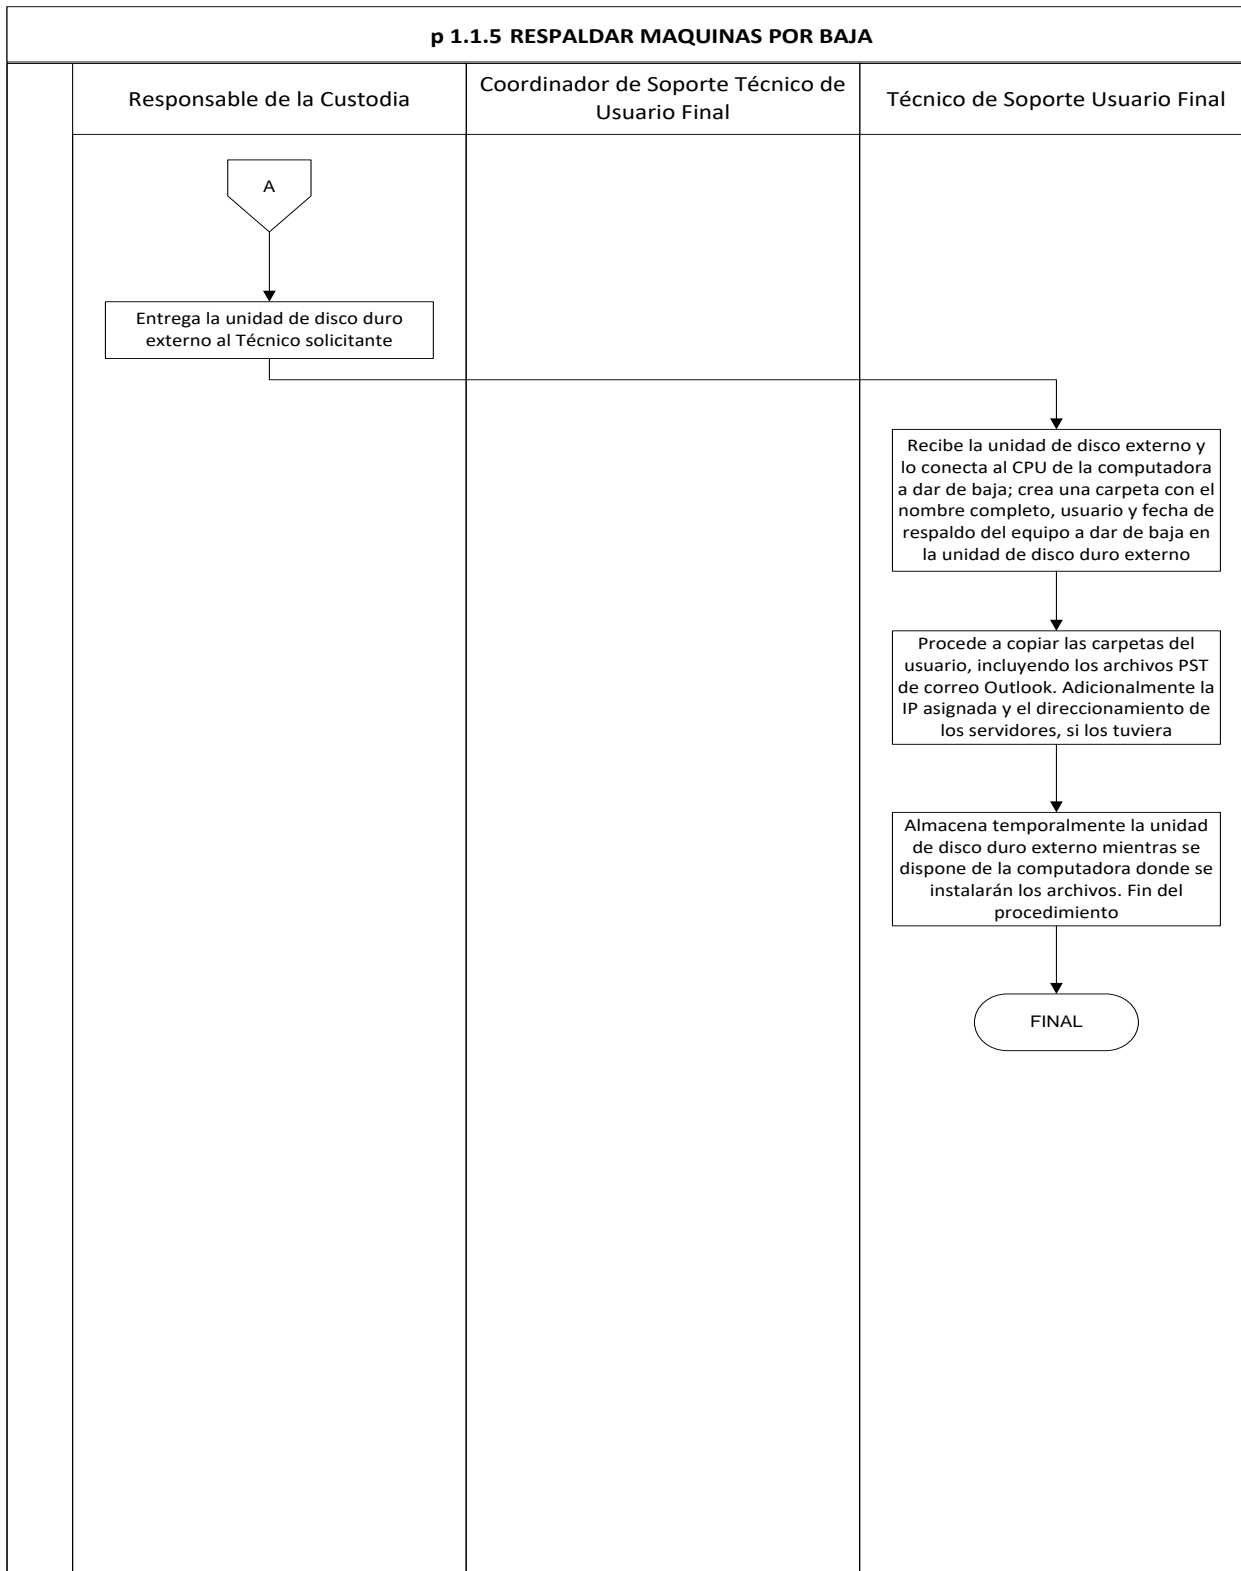 p 1.1.5 RESPALDAR MAQUINAS POR BAJA
Responsable de la Custodia
Coordinador de Soporte Técnico de
Usuario Final
Técnico de Soporte Usuario Final
A
Entrega la unidad de disco duro
externo al Técnico solicitante
Recibe la unidad de disco externo y
lo conecta al CPU de la computadora
a dar de baja; crea una carpeta con el
nombre completo, usuario y fecha de
respaldo del equipo a dar de baja en
la unidad de disco duro externo
Procede a copiar las carpetas del
usuario, incluyendo los archivos PST
de correo Outlook. Adicionalmente la
IP asignada y el direccionamiento de
los servidores, si los tuviera
Almacena temporalmente la unidad
de disco duro externo mientras se
dispone de la computadora donde se
instalarán los archivos. Fin del
procedimiento
FINAL